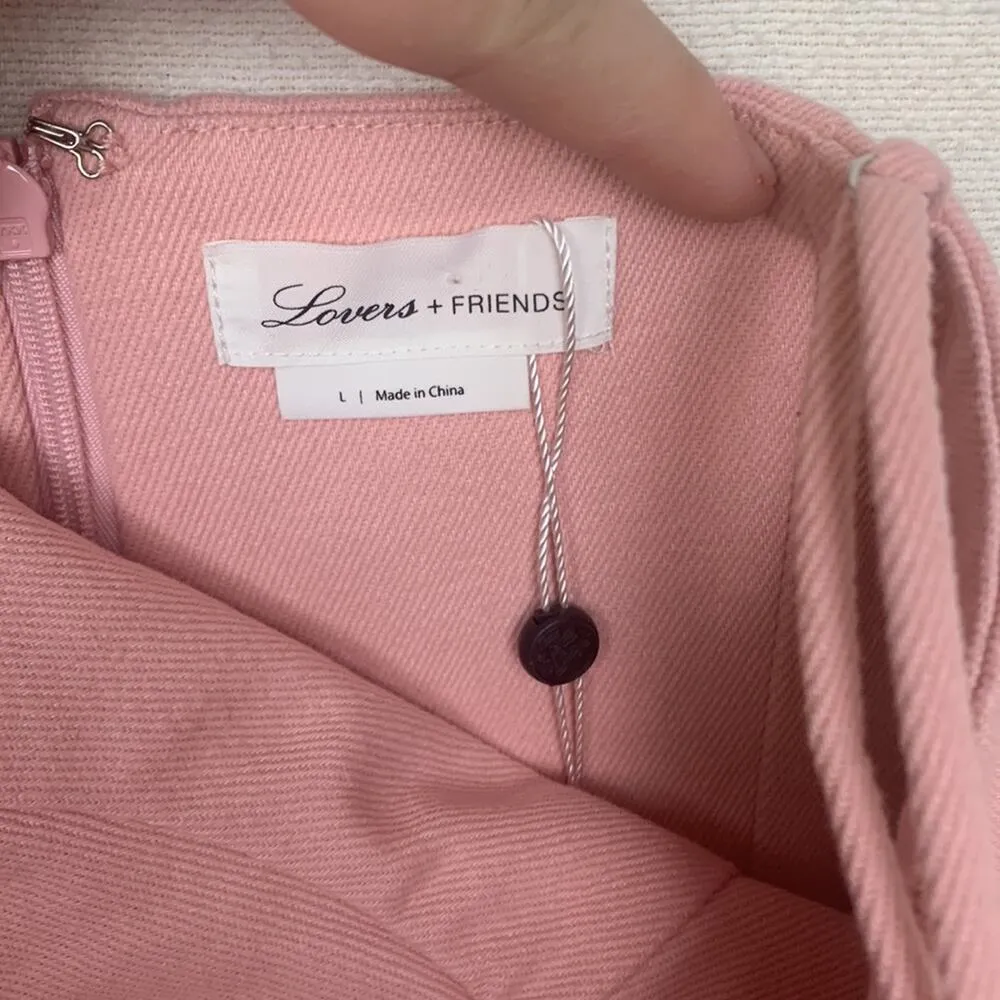 Lovers + FRIENDS
L | Made in China